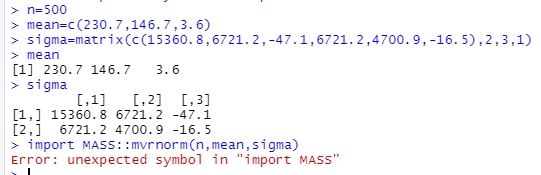 > n=500
> mean=c(230.7,146.7,3.6)
> sigma=matrix(c(15360.8,6721.2,-47.1,6721.2,4700.9,-16.5),2,3,1)
> mean
[1] 230.7 146.7   3.6
> sigma
        [,1]   [,2]  [,3]
[1,] 15360.8 6721.2 -47.1
[2,]  6721.2 4700.9 -16.5
> import MASS::mvrnorm(n,mean,sigma)
Error: unexpected symbol in "import MASS"
>